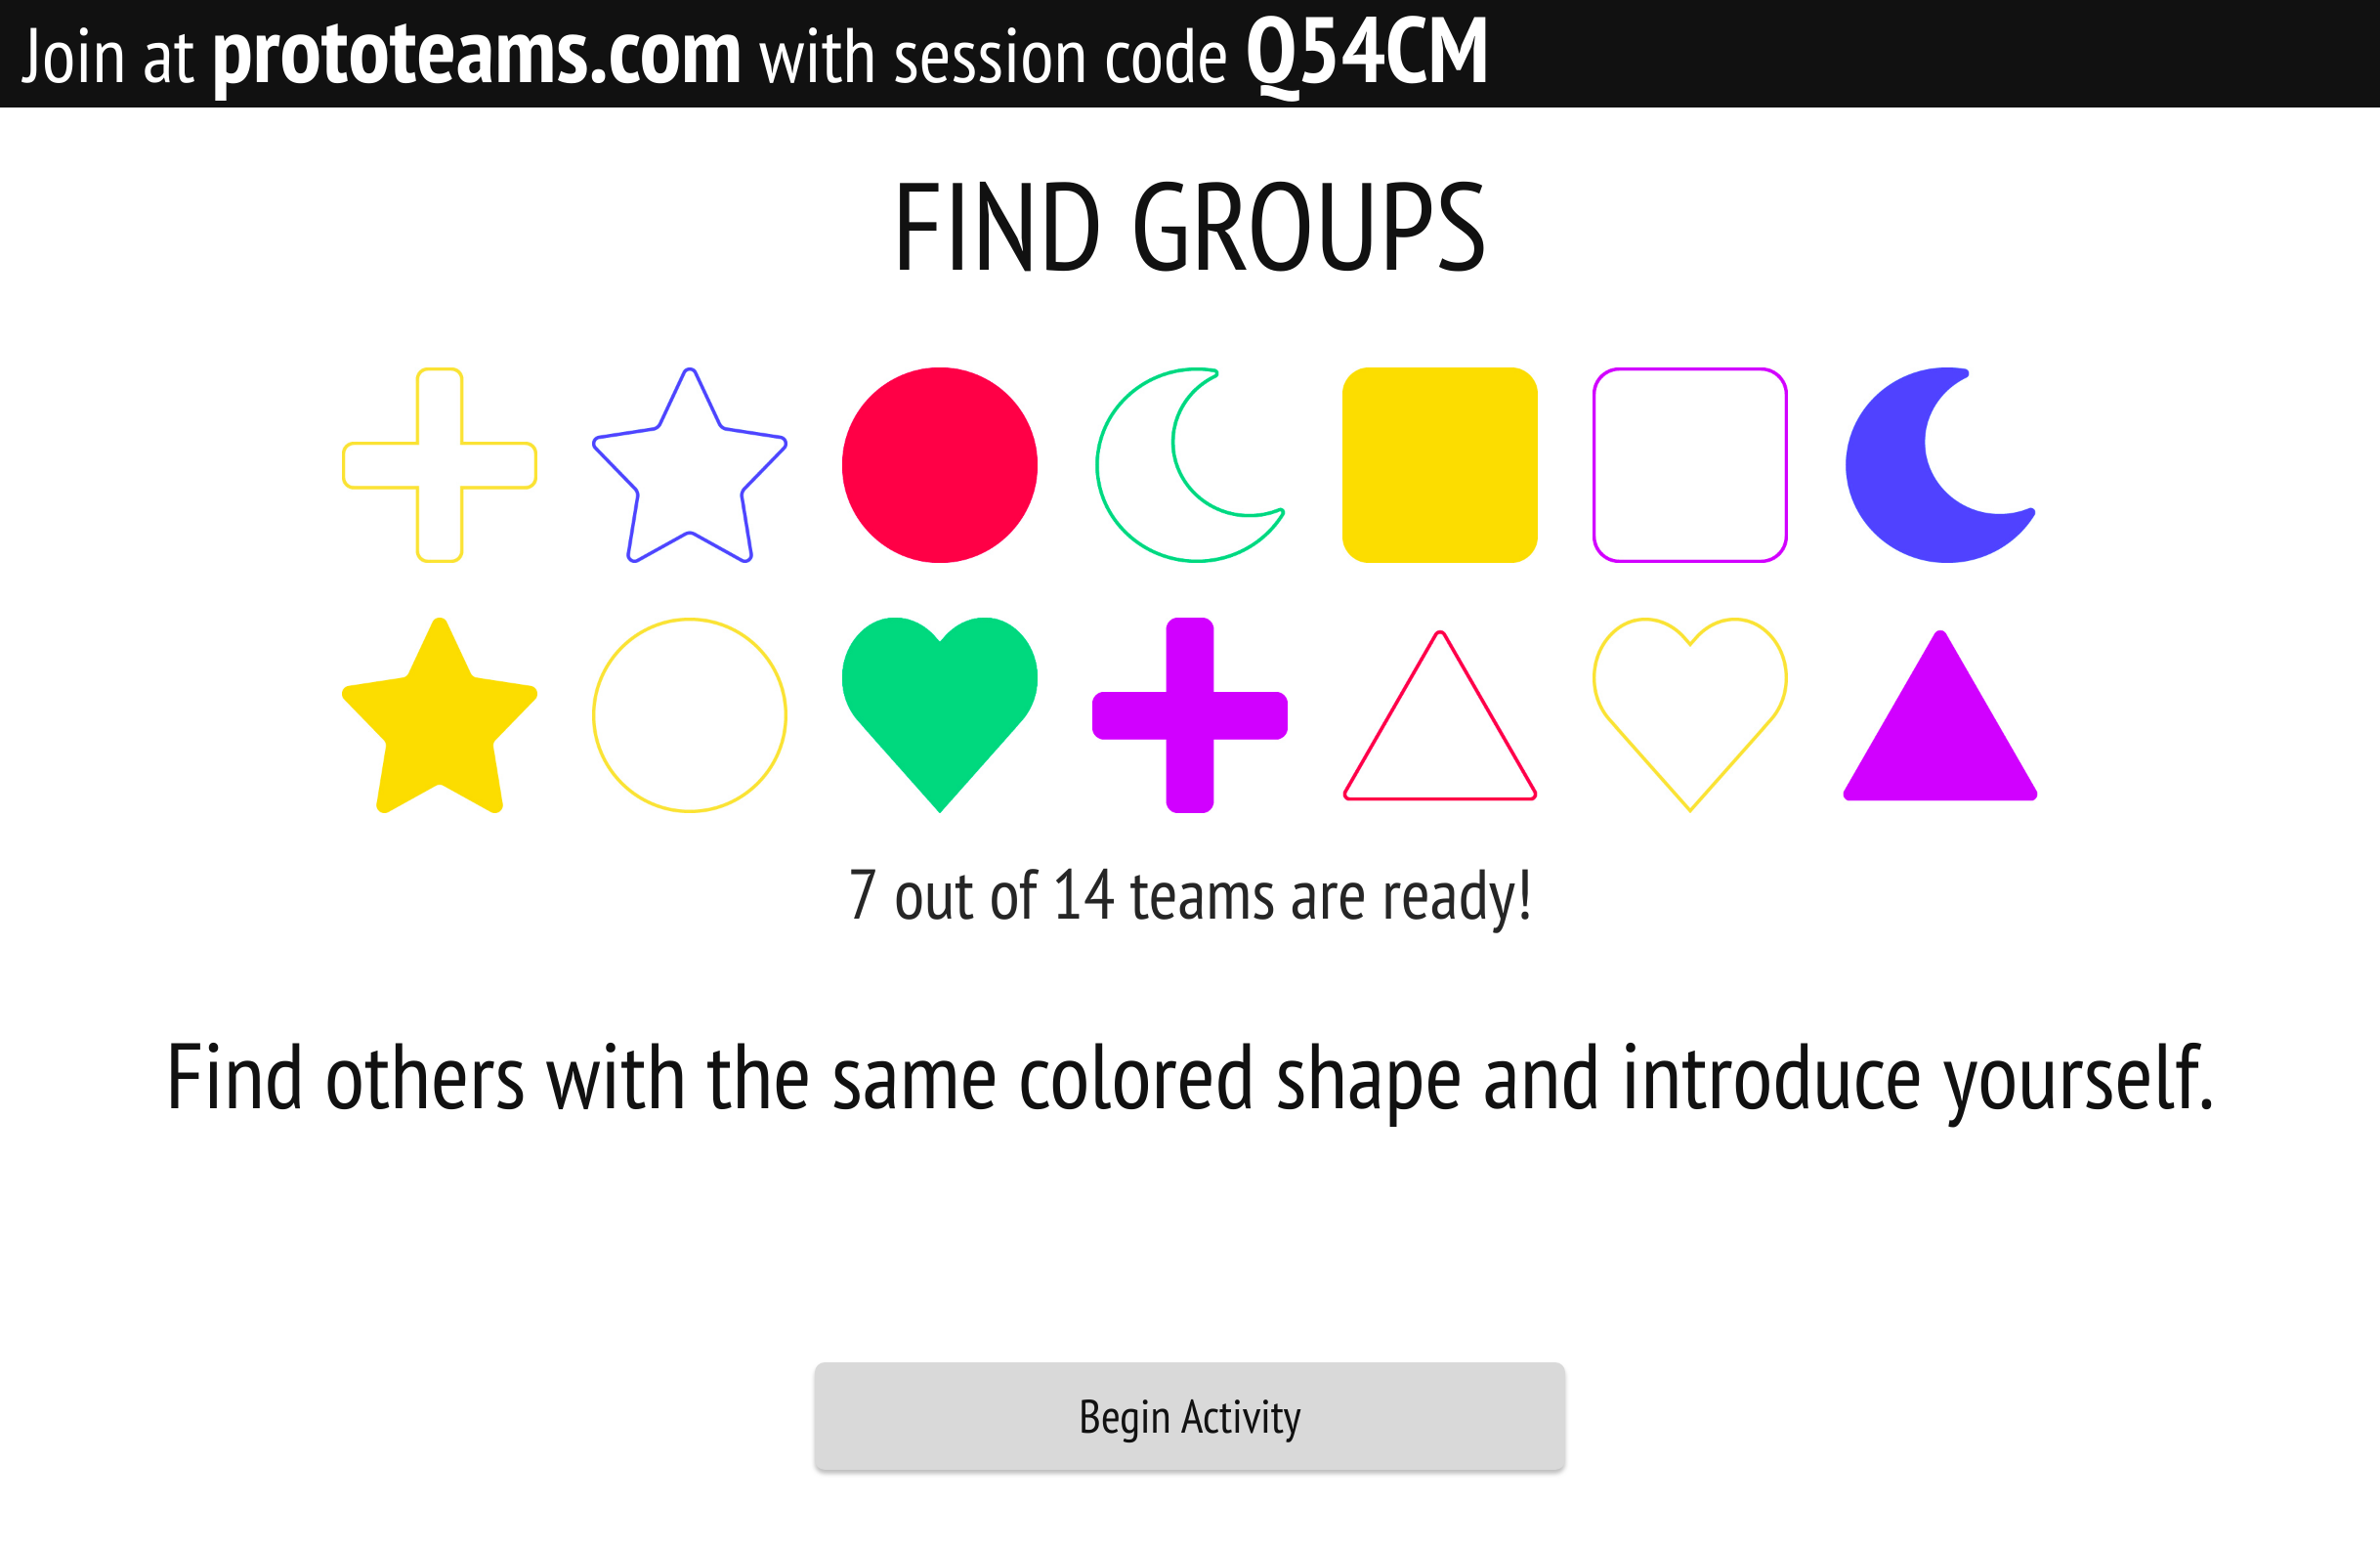 Join at prototeams.com with session code Q54CM
FIND GROUPS
7 out of 14 teams are ready!
Find others with the same colored shape and introduce yourself.
Begin Activity